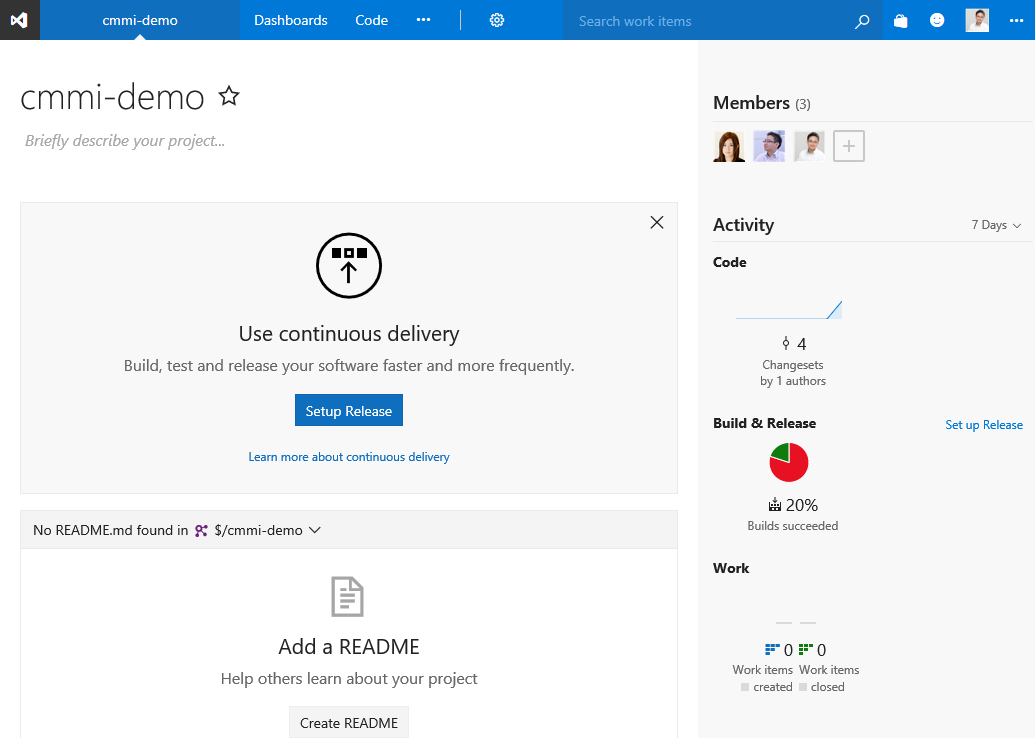 cmmi-demo Dashboards Code ... Search work items ...
cmmi-demo
Briefly describe your project...
Use continuous delivery
Build, test and release your software faster and more frequently.
Setup Release
Learn more about continuous delivery
No README.md found in $/cmmi-demo
Add a README
Help others learn about your project
Create README
Members (3)
Activity 7 Days
Code
4
Changesets
by 1 authors
Build & Release Set up Release
20%
Builds succeeded
Work
0 0
Work items Work items
created closed